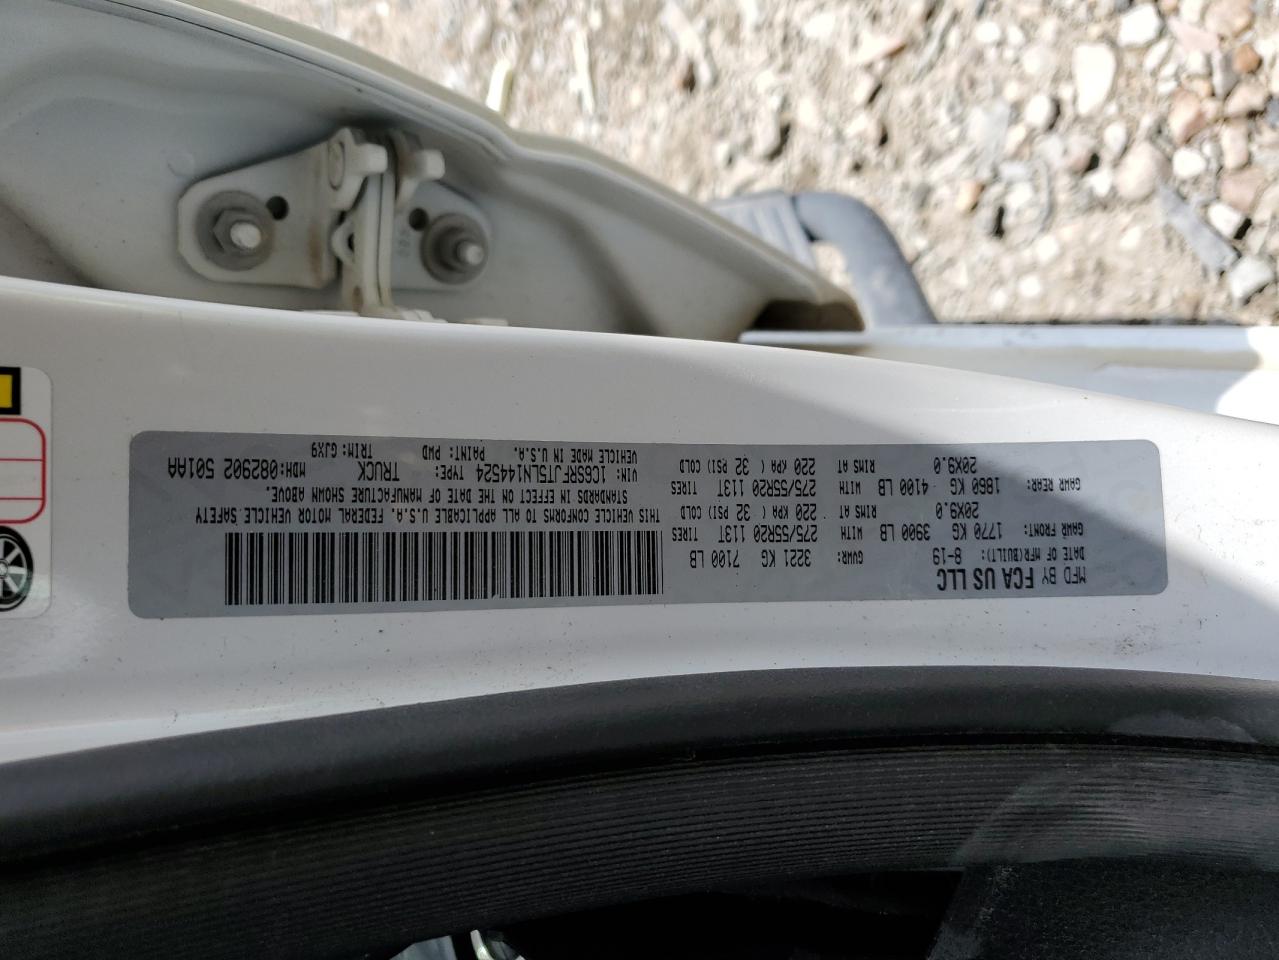 MFD BY FCA US LLC
DATE OF MFR(BUILT): 8-19 GVWR: 3221 KG 7100 LB
GAWR FRONT: 1770 KG 3900 LB WITH 275/55R20 113T TIRES
20X9.0 RIMS AT 220 KPA ( 32 PSI) COLD
GAWR REAR: 1860 KG 4100 LB WITH 275/55R20 113T TIRES
20X9.0 RIMS AT 220 KPA ( 32 PSI) COLD
THIS VEHICLE CONFORMS TO ALL APPLICABLE U.S.A. FEDERAL MOTOR VEHICLE SAFETY
STANDARDS IN EFFECT ON THE DATE OF MANUFACTURE SHOWN ABOVE.
VIN: 1C6SRFJT5LN144524 TYPE: TRUCK MDH:082902 501AA
VEHICLE MADE IN U.S.A. PAINT: PWD TRIM: GJX9